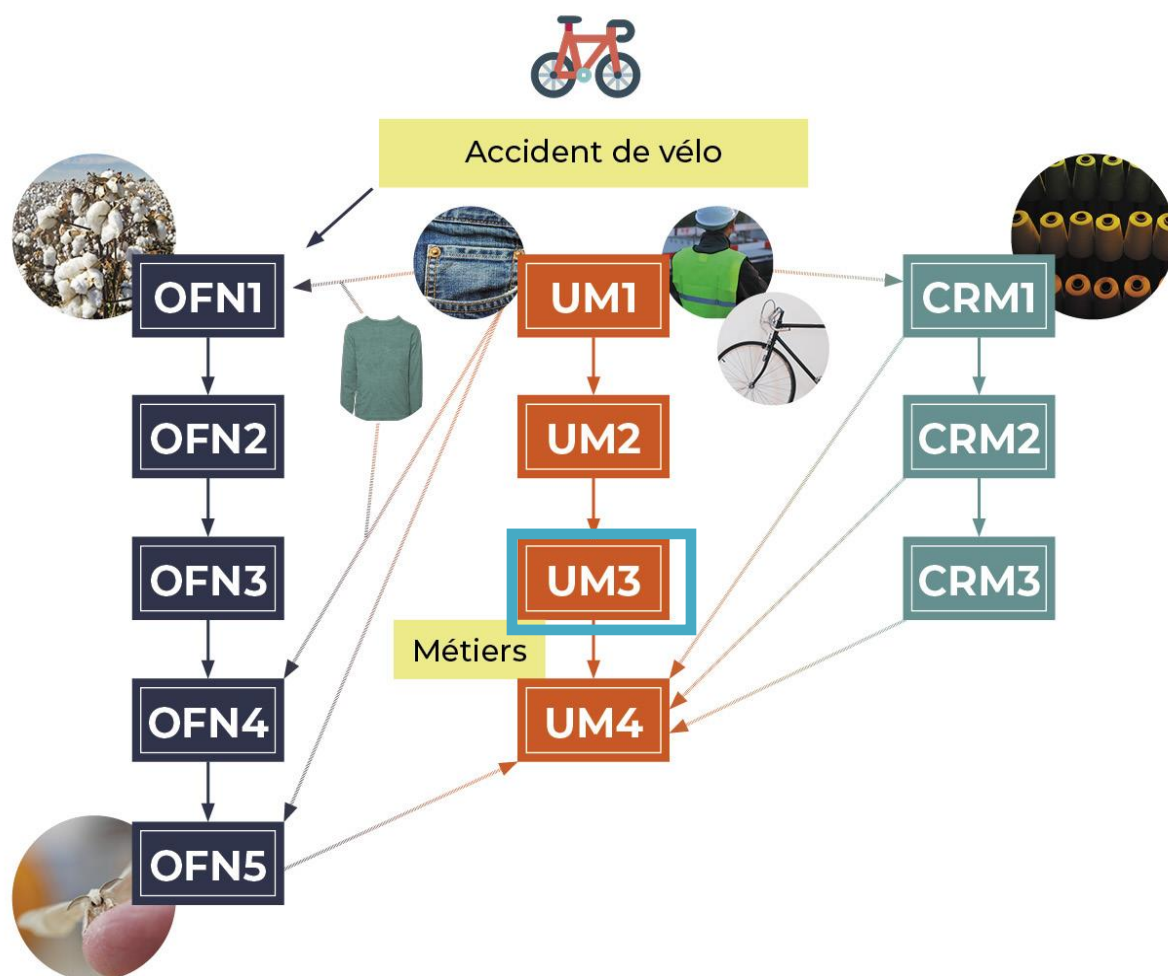 Accident de vélo
OFN1
UM1
CRM1
OFN2
UM2
CRM2
OFN3
UM3
CRM3
Métiers
OFN4
UM4
OFN5